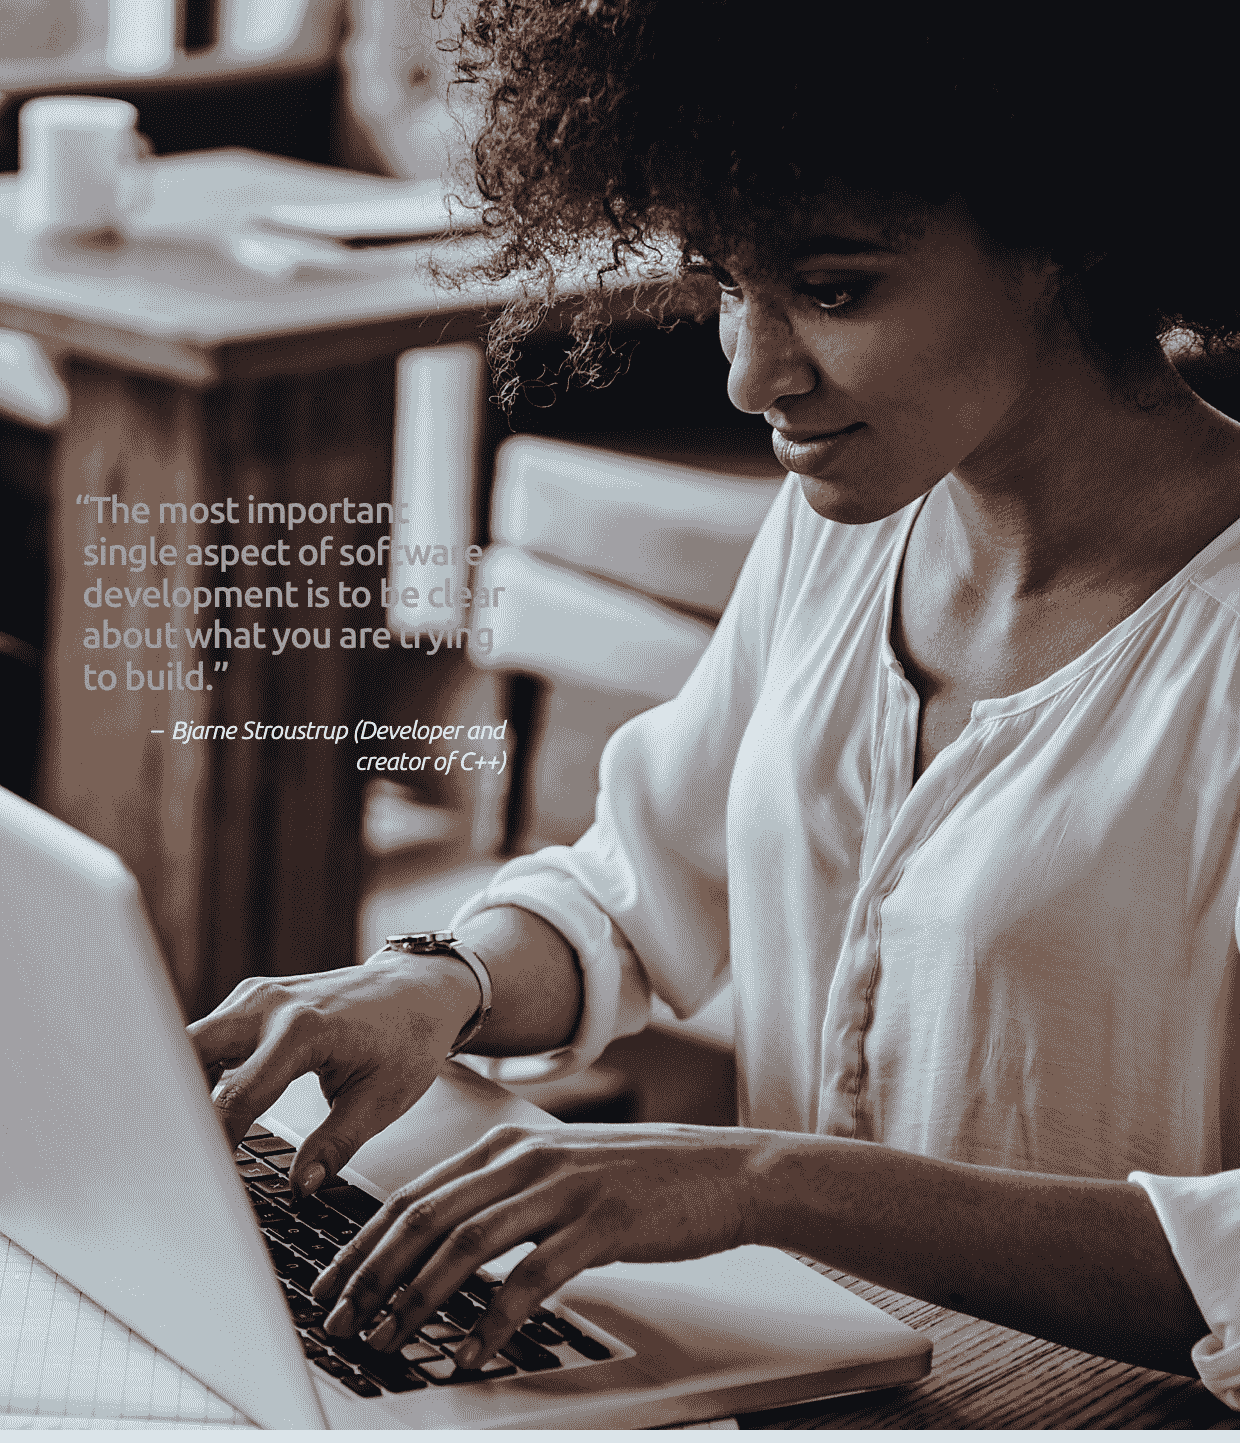 “The most important
single aspect of software
development is to be clear
about what you are trying
to build.”
– Bjarne Stroustrup (Developer and
creator of C++)